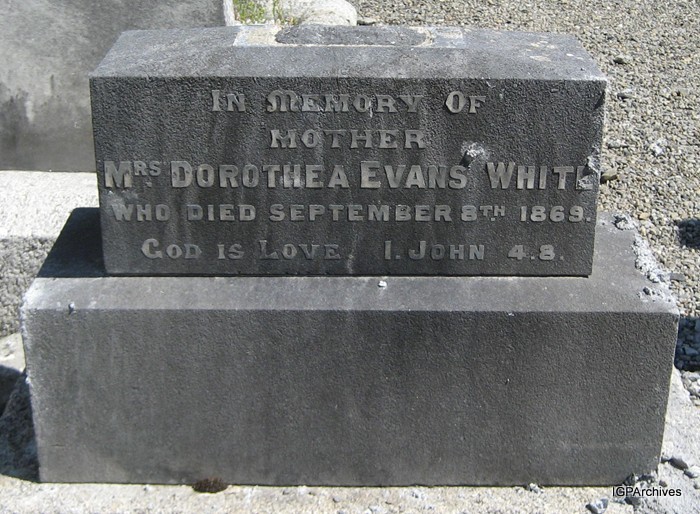 In Memory Of
MOTHER
Mrs Dorothea Evans White
WHO DIED SEPTEMBER 8TH 1869.
God is Love. I. John 4.8.
IGPArchives